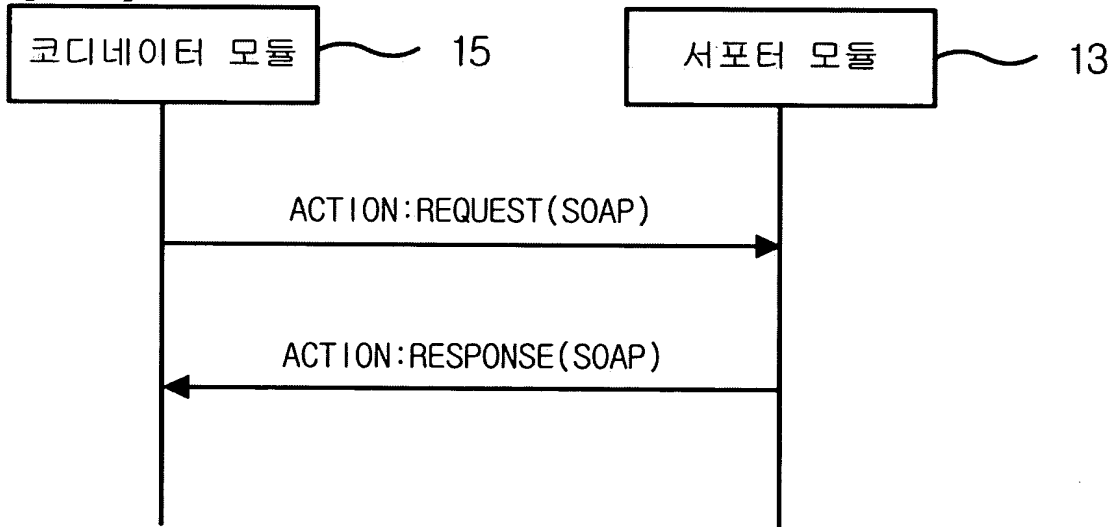 코디네이터 모듈 15
서포터 모듈 13
ACTION:REQUEST(SOAP)
ACTION:RESPONSE(SOAP)